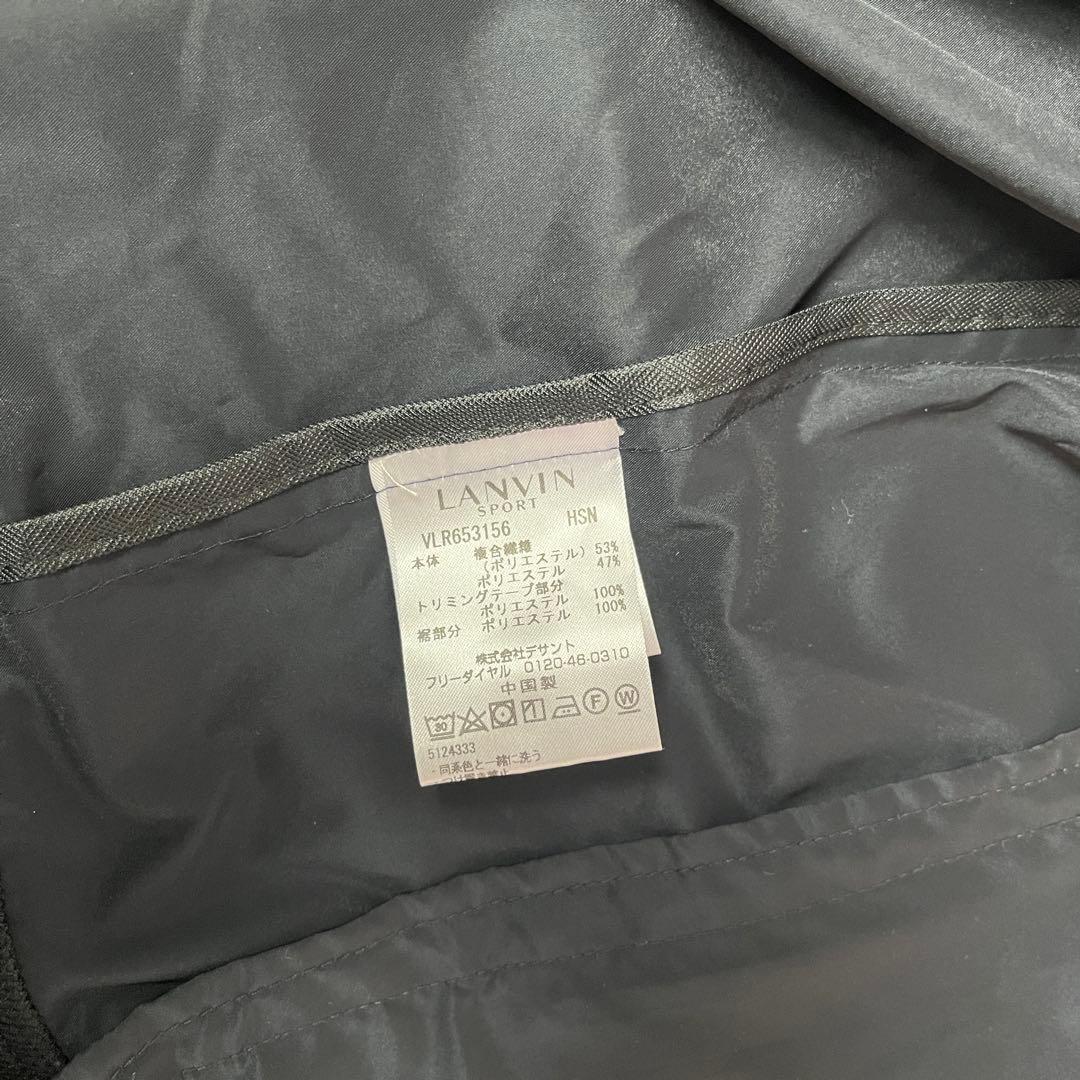 LANVIN
SPORT
VLR653156 HSN
本体 複合繊維
(ポリエステル) 53%
ポリエステル 47%
トリミングテープ部分
ポリエステル 100%
裾部分 ポリエステル 100%
株式会社デサント
フリーダイヤル 0120-46-0310
中国製
30 F W
5124333
・同系色と一緒に洗う